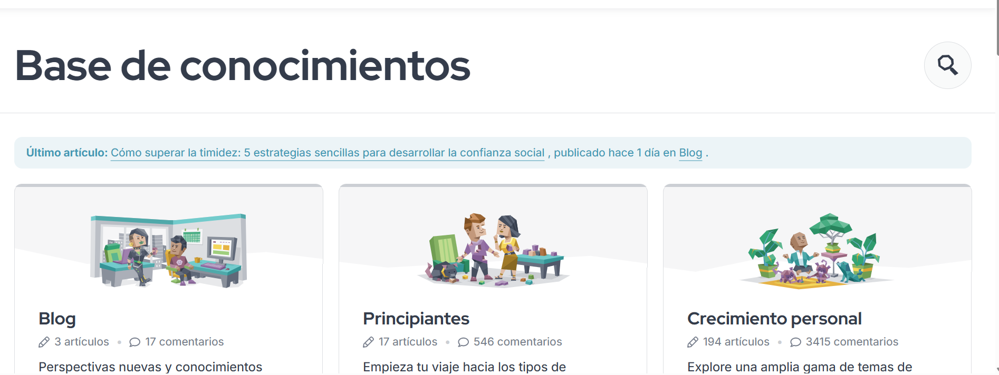 Base de conocimientos
Último artículo: Cómo superar la timidez: 5 estrategias sencillas para desarrollar la confianza social , publicado hace 1 día en Blog .
Blog
3 artículos • 17 comentarios
Perspectivas nuevas y conocimientos
Principiantes
17 artículos • 546 comentarios
Empieza tu viaje hacia los tipos de
Crecimiento personal
194 artículos • 3415 comentarios
Explore una amplia gama de temas de